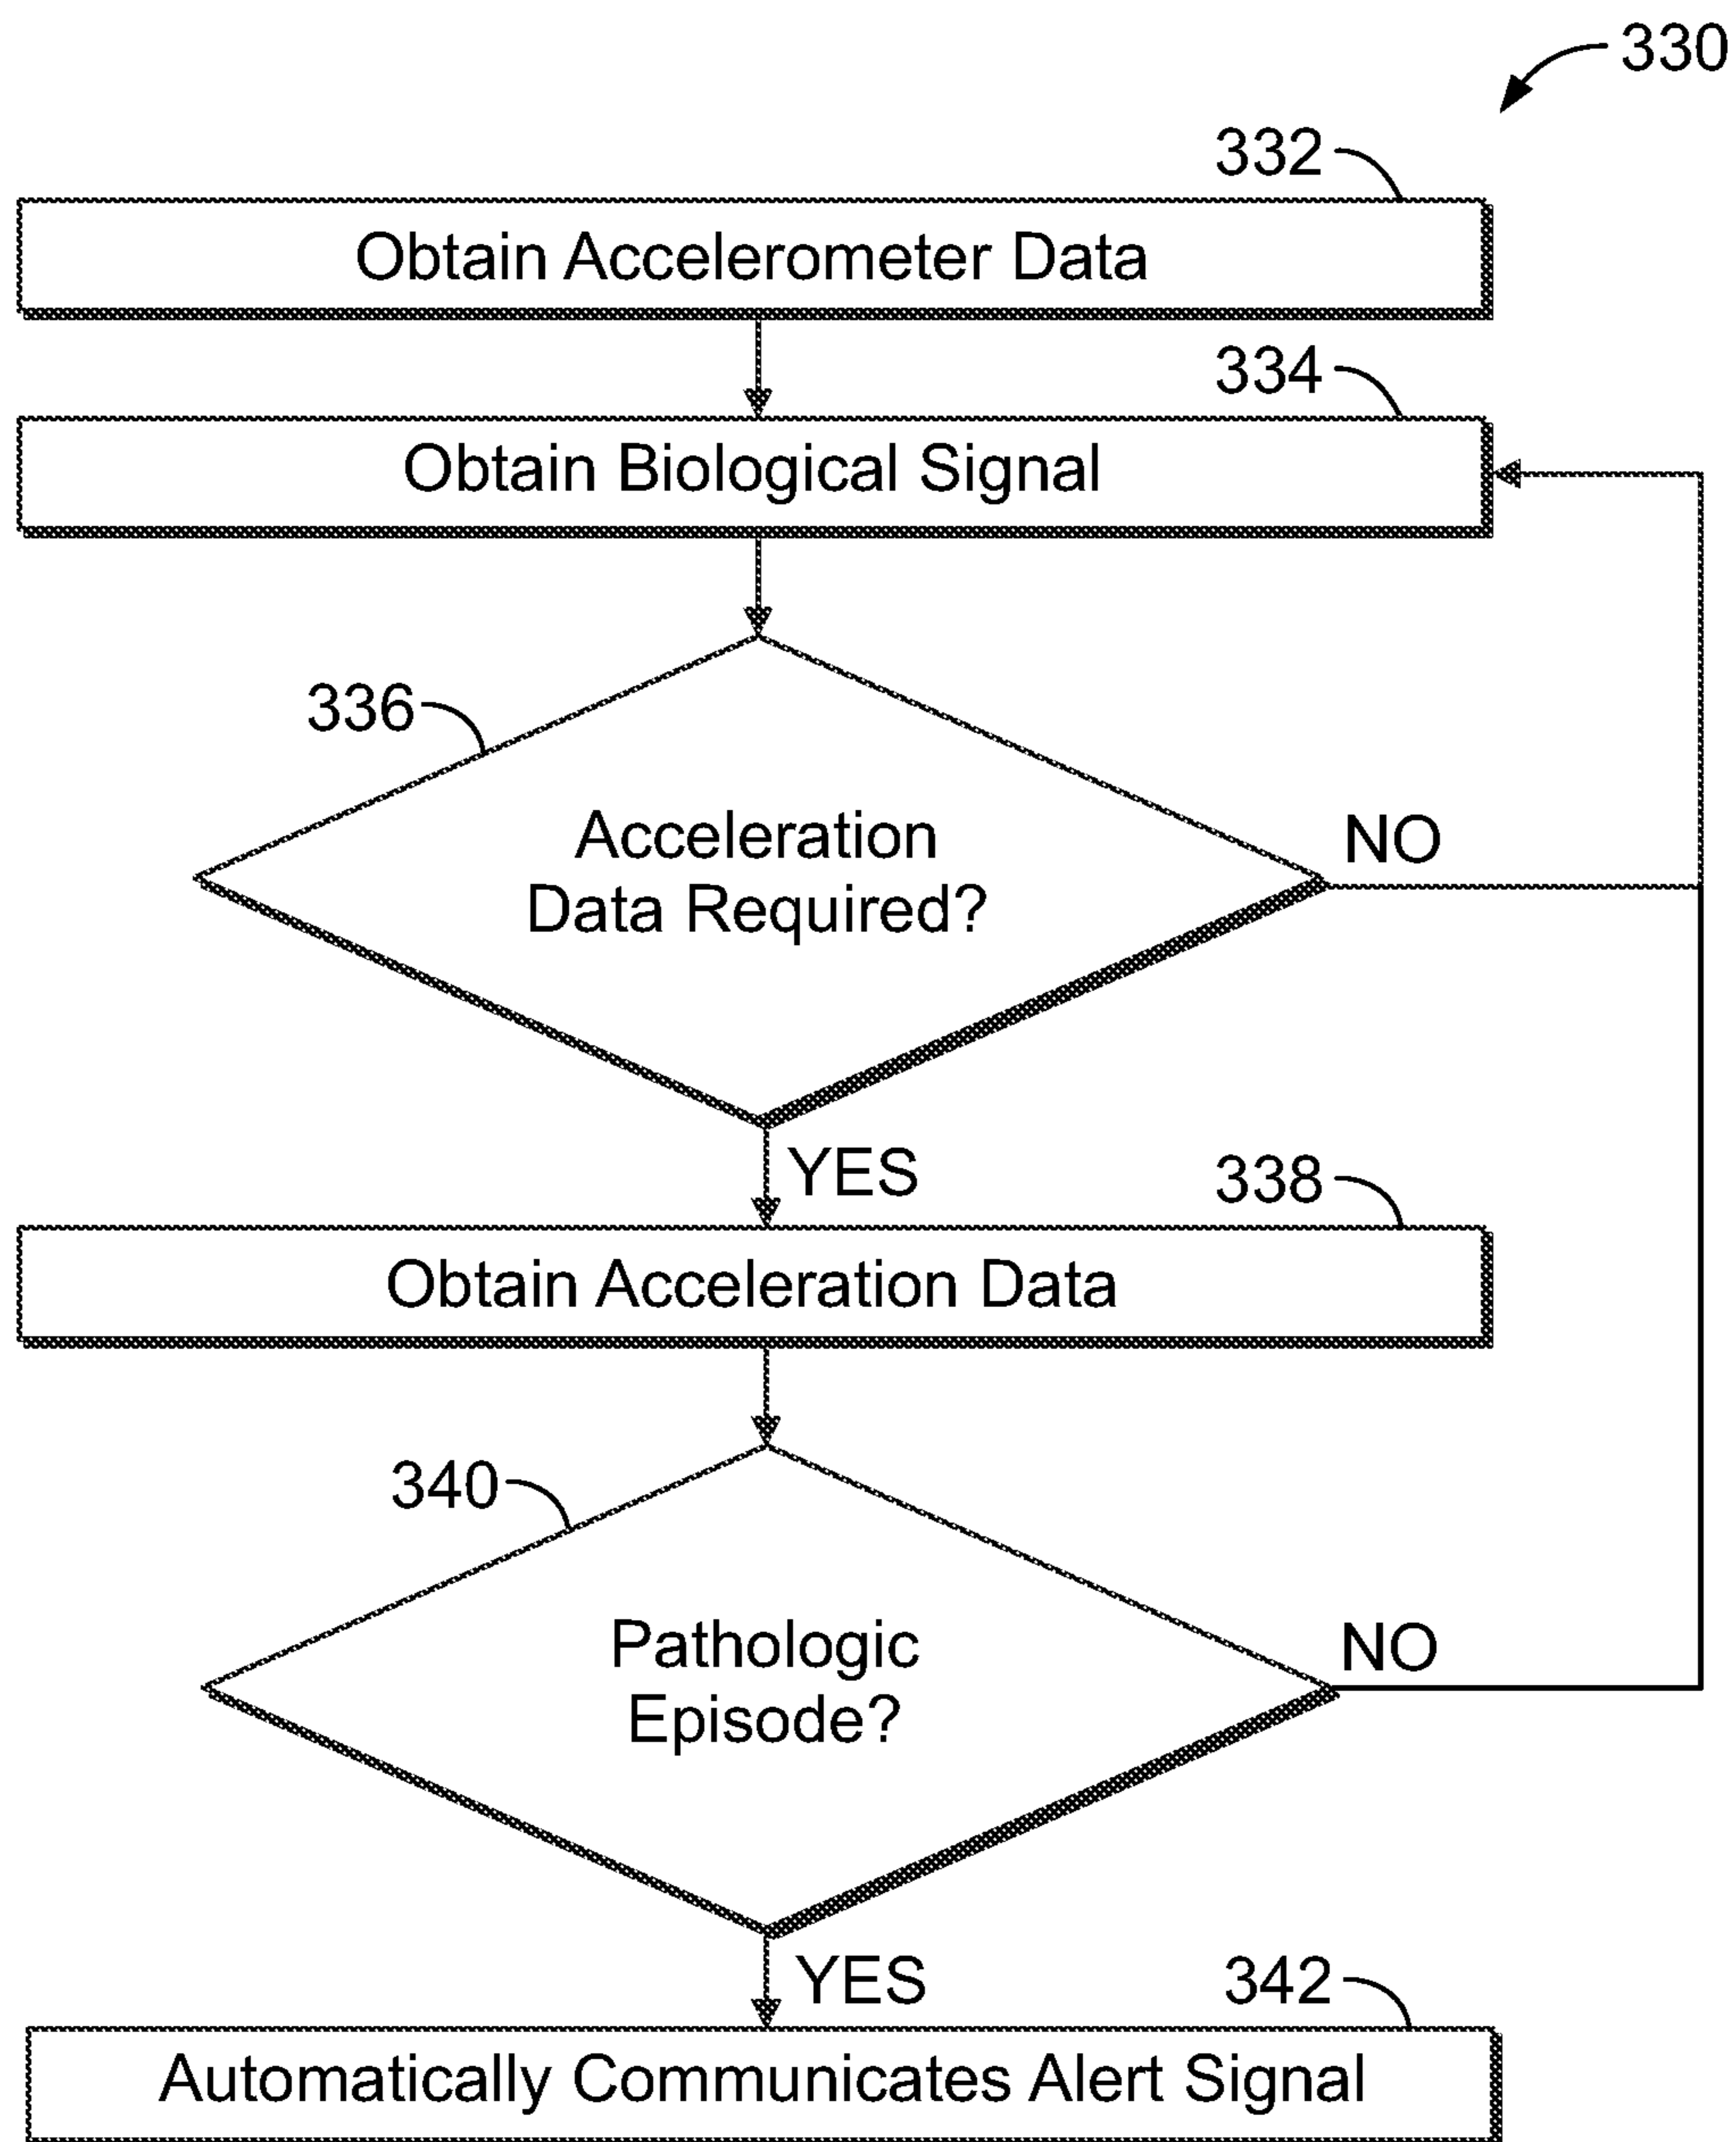 330
332
Obtain Accelerometer Data
334
Obtain Biological Signal
336
Acceleration
Data Required?
NO
YES
338
Obtain Acceleration Data
340
Pathologic
Episode?
NO
YES
342
Automatically Communicates Alert Signal